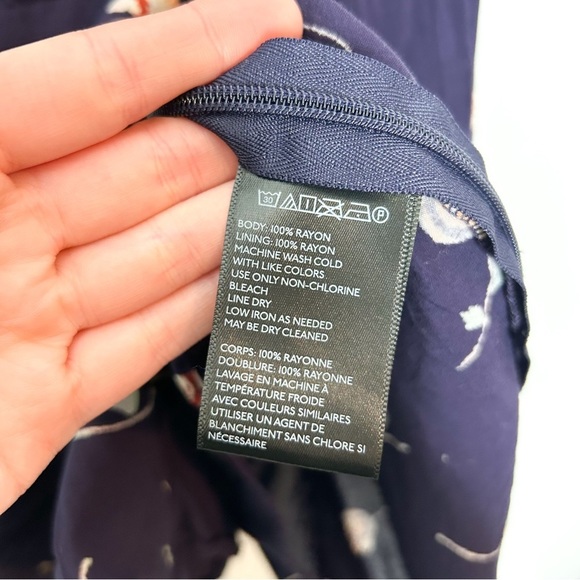 30 P
BODY: 100% RAYON
LINING: 100% RAYON
MACHINE WASH COLD
WITH LIKE COLORS
USE ONLY NON-CHLORINE
BLEACH
LINE DRY
LOW IRON AS NEEDED
MAY BE DRY CLEANED
CORPS: 100% RAYONNE
DOUBLURE: 100% RAYONNE
LAVAGE EN MACHINE À
TEMPÉRATURE FROIDE
AVEC COULEURS SIMILAIRES
UTILISER UN AGENT DE
BLANCHIMENT SANS CHLORE SI
NÉCESSAIRE